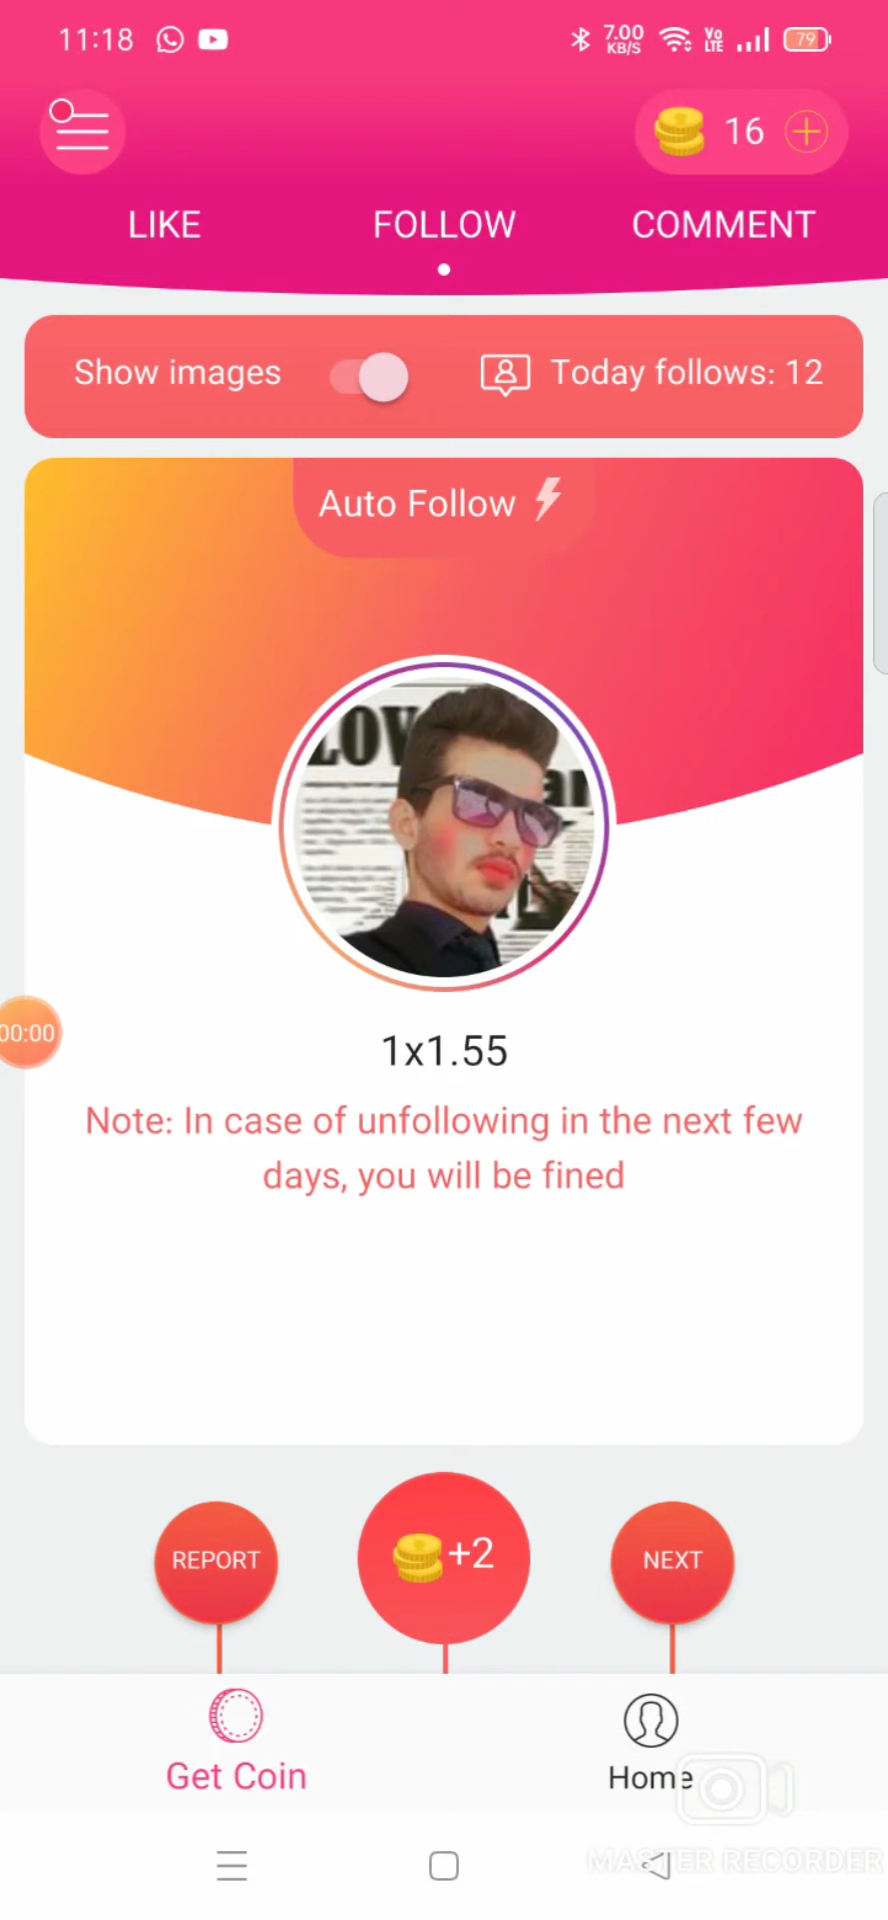 11:18
7.00
KB/S
Vo
LTE
79
16
LIKE
FOLLOW
COMMENT
Show images
Today follows: 12
Auto Follow
LOV
an
00:00
1x1.55
Note: In case of unfollowing in the next few
days, you will be fined
REPORT
+2
NEXT
Get Coin
Home
MASTER RECORDER